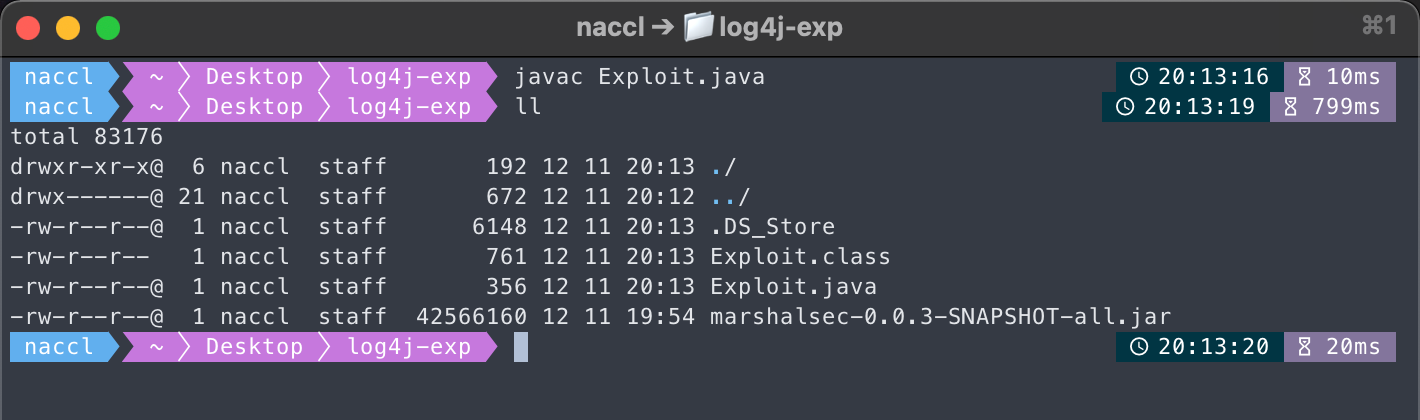 naccl → log4j-exp ⌘1
naccl ~ Desktop log4j-exp javac Exploit.java 20:13:16 10ms
naccl ~ Desktop log4j-exp ll 20:13:19 799ms
total 83176
drwxr-xr-x@  6 naccl  staff       192 12 11 20:13 ./
drwx------@ 21 naccl  staff       672 12 11 20:12 ../
-rw-r--r--@  1 naccl  staff      6148 12 11 20:13 .DS_Store
-rw-r--r--   1 naccl  staff       761 12 11 20:13 Exploit.class
-rw-r--r--@  1 naccl  staff       356 12 11 20:13 Exploit.java
-rw-r--r--@  1 naccl  staff  42566160 12 11 19:54 marshalsec-0.0.3-SNAPSHOT-all.jar
naccl ~ Desktop log4j-exp 20:13:20 20ms